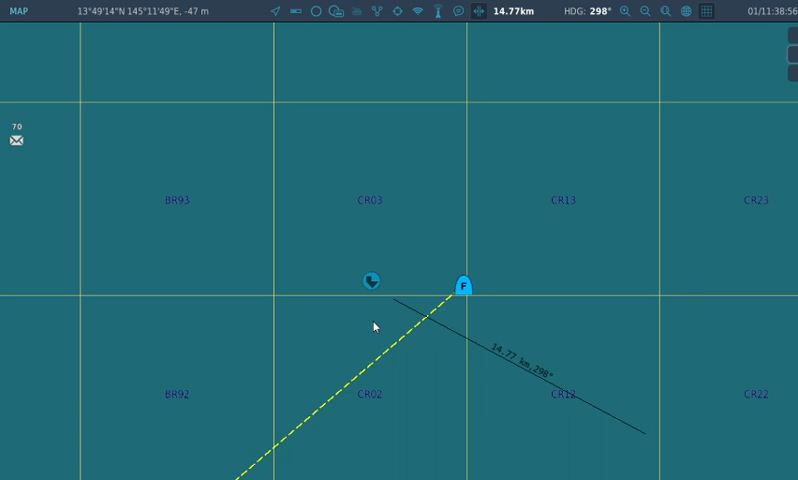 MAP 13°49'14"N 145°11'49"E, -47 m 14.77km HDG: 298° 01/11:38:56
70
BR93 CR03 CR13 CR23
F
14.77 km,298°
BR92 CR02 CR12 CR22